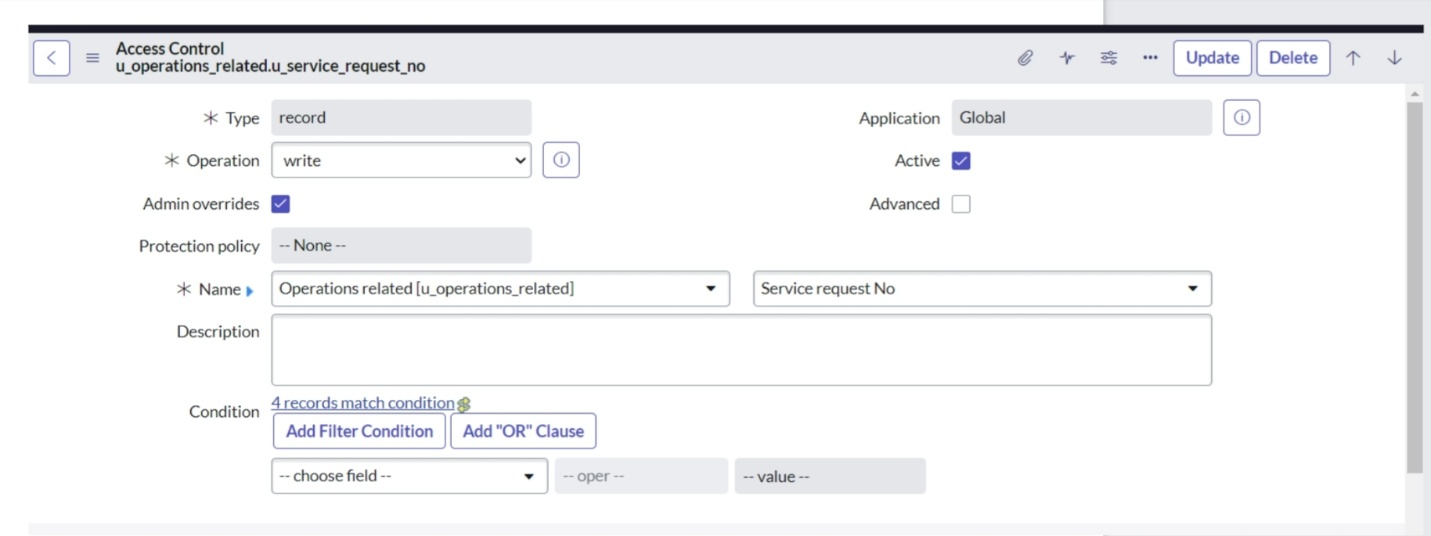 Access Control
u_operations_related.u_service_request_no
Update
Delete
* Type record
Application Global
* Operation write
Active
Admin overrides
Advanced
Protection policy -- None --
* Name Operations related [u_operations_related] Service request No
Description
Condition 4 records match condition
Add Filter Condition Add "OR" Clause
-- choose field -- -- oper -- -- value --